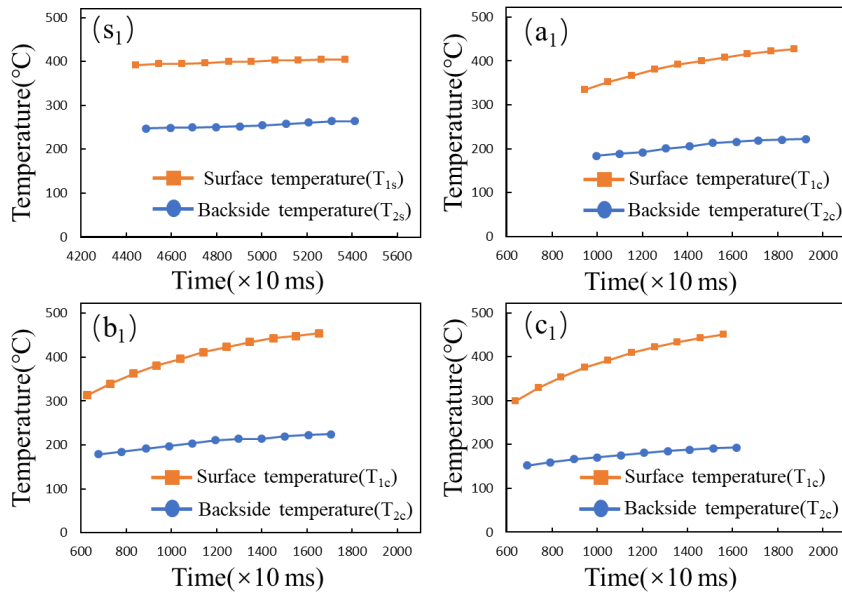 (s₁)
Temperature(°C)
500
400
300
200
100
0
Surface temperature(T₁ₛ)
Backside temperature(T₂ₛ)
4200 4400 4600 4800 5000 5200 5400 5600
Time(×10 ms)
(a₁)
Temperature(°C)
500
400
300
200
100
0
Surface temperature(T₁c)
Backside temperature(T₂c)
600 800 1000 1200 1400 1600 1800 2000
Time(×10 ms)
(b₁)
Temperature(°C)
500
400
300
200
100
0
Surface temperature(T₁c)
Backside temperature(T₂c)
600 800 1000 1200 1400 1600 1800 2000
Time(×10 ms)
(c₁)
Temperature(°C)
500
400
300
200
100
0
Surface temperature(T₁c)
Backside temperature(T₂c)
600 800 1000 1200 1400 1600 1800 2000
Time(×10 ms)